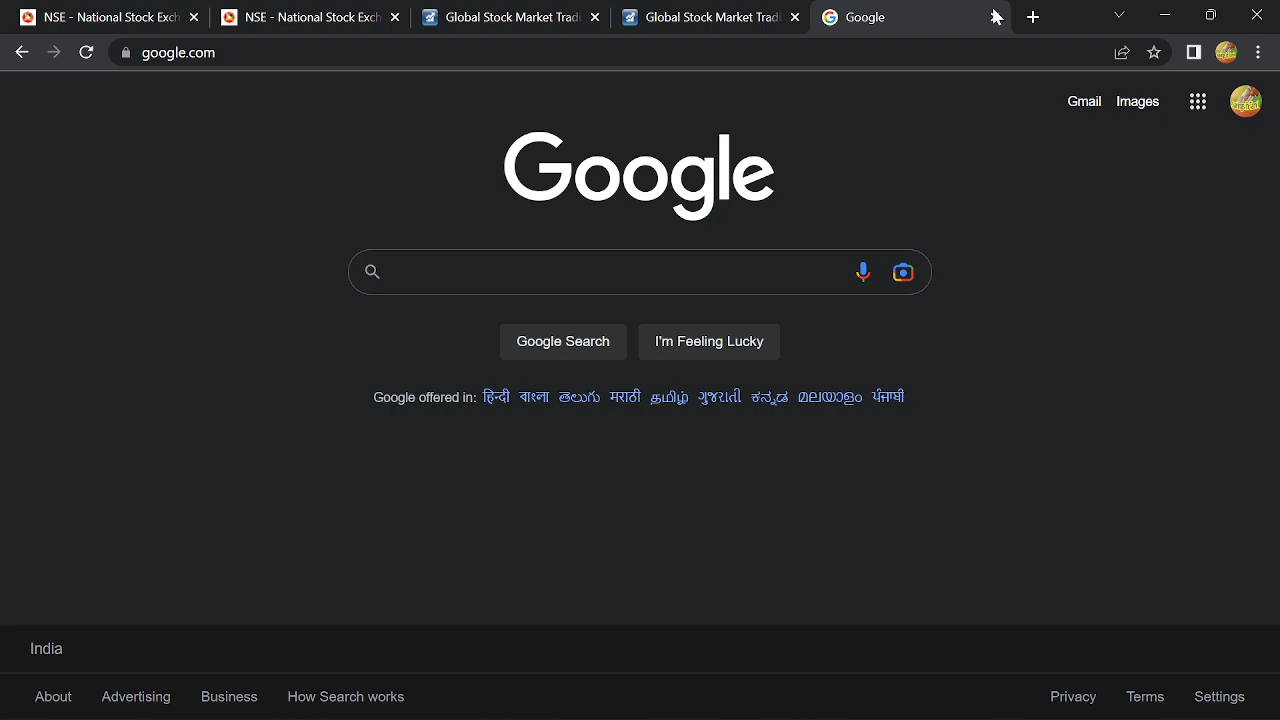 NSE - National Stock Exch
NSE - National Stock Exch
Global Stock Market Tradi
Global Stock Market Tradi
Google
google.com
Gmail Images
Google
Google Search
I'm Feeling Lucky
Google offered in: हिन्दी বাংলা తెలుగు मराठी தமிழ் ગુજરાતી ಕನ್ನಡ മലയാളം ਪੰਜਾਬੀ
India
About Advertising Business How Search works
Privacy Terms Settings